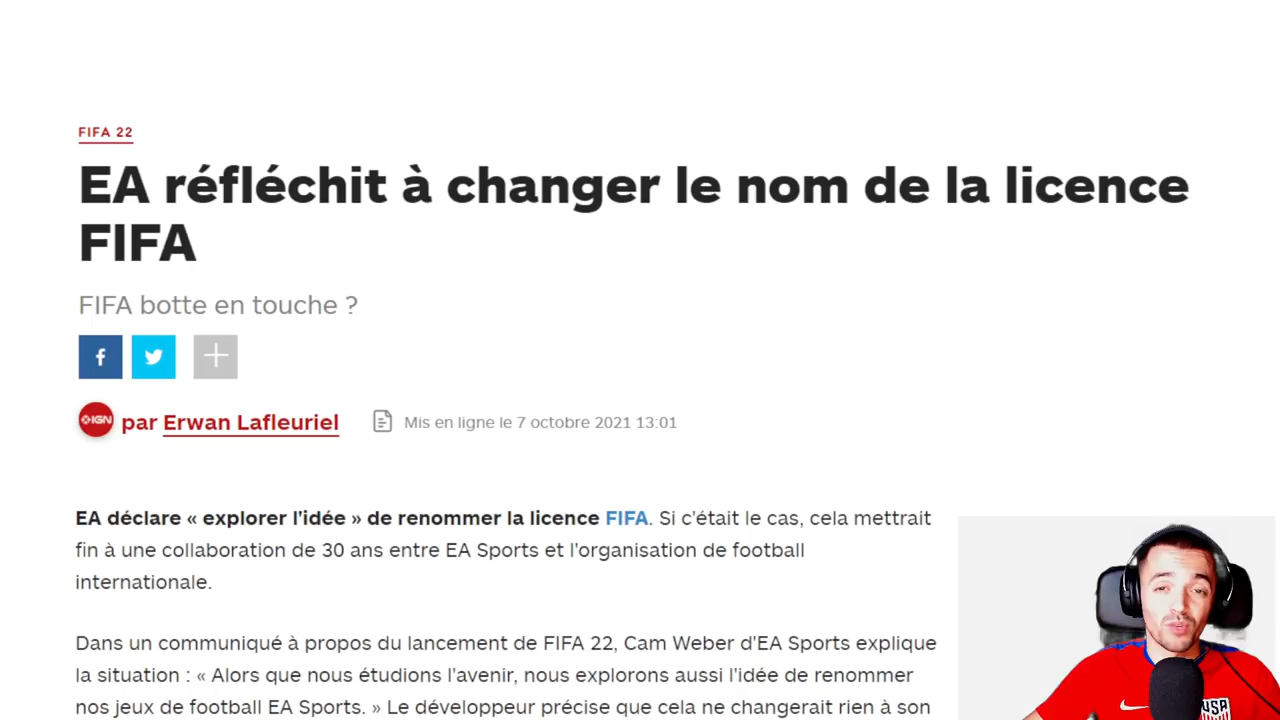 FIFA 22
EA réfléchit à changer le nom de la licence
FIFA
FIFA botte en touche ?
f
IGN
par Erwan Lafleuriel
Mis en ligne le 7 octobre 2021 13:01
EA déclare « explorer l'idée » de renommer la licence FIFA. Si c'était le cas, cela mettrait
fin à une collaboration de 30 ans entre EA Sports et l'organisation de football
internationale.
Dans un communiqué à propos du lancement de FIFA 22, Cam Weber d'EA Sports explique
la situation : « Alors que nous étudions l'avenir, nous explorons aussi l'idée de renommer
nos jeux de football EA Sports. » Le développeur précise que cela ne changerait rien à son
USA